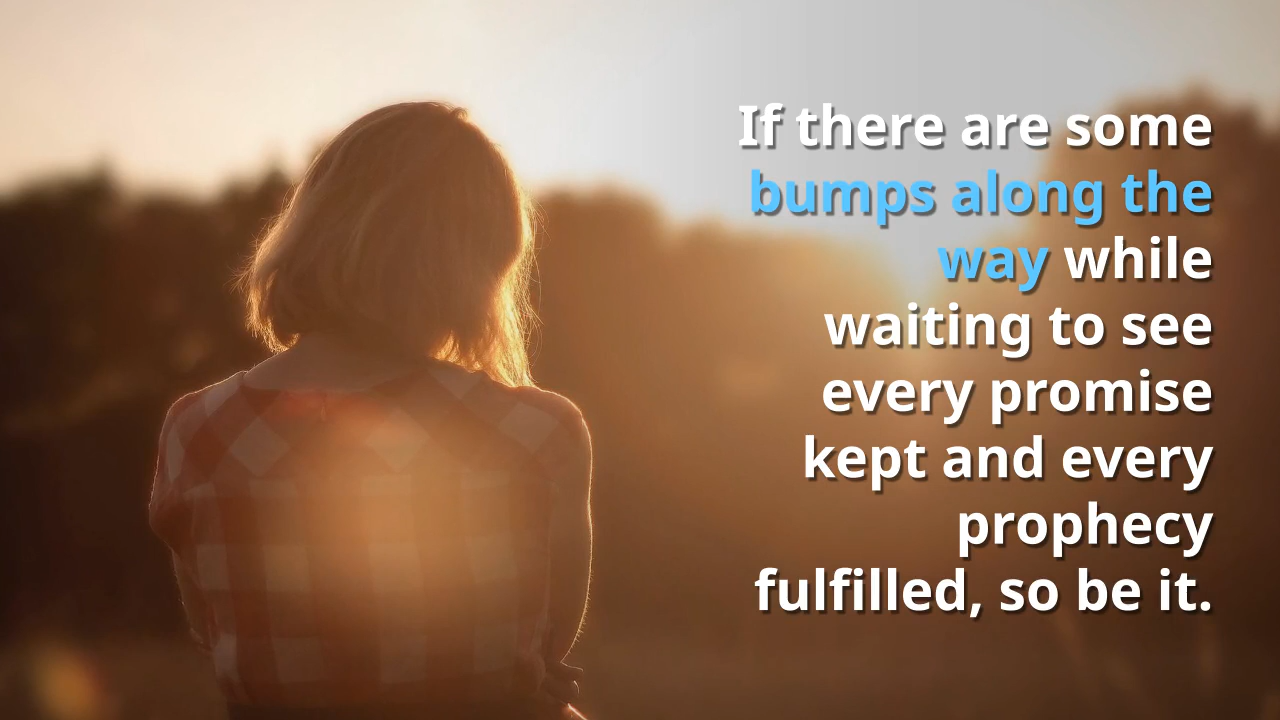 If there are some
bumps along the
way while
waiting to see
every promise
kept and every
prophecy
fulfilled, so be it.